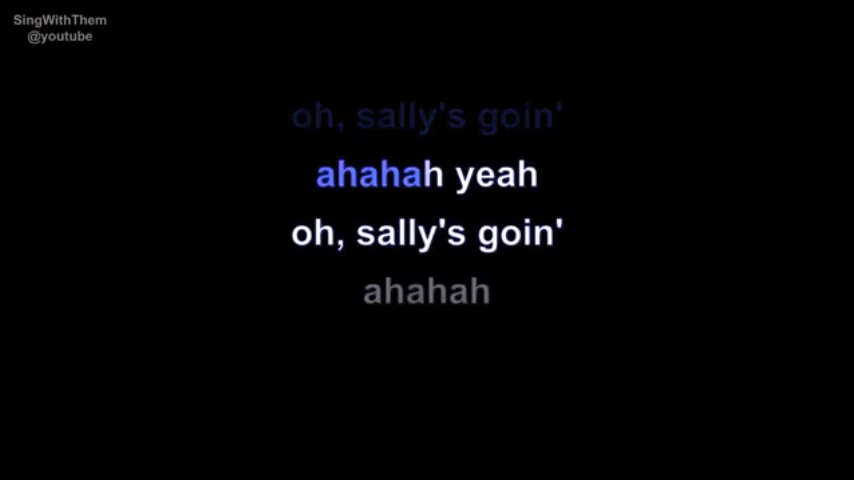 SingWithThem
@youtube
oh, sally's goin'
ahahah yeah
oh, sally's goin'
ahahah